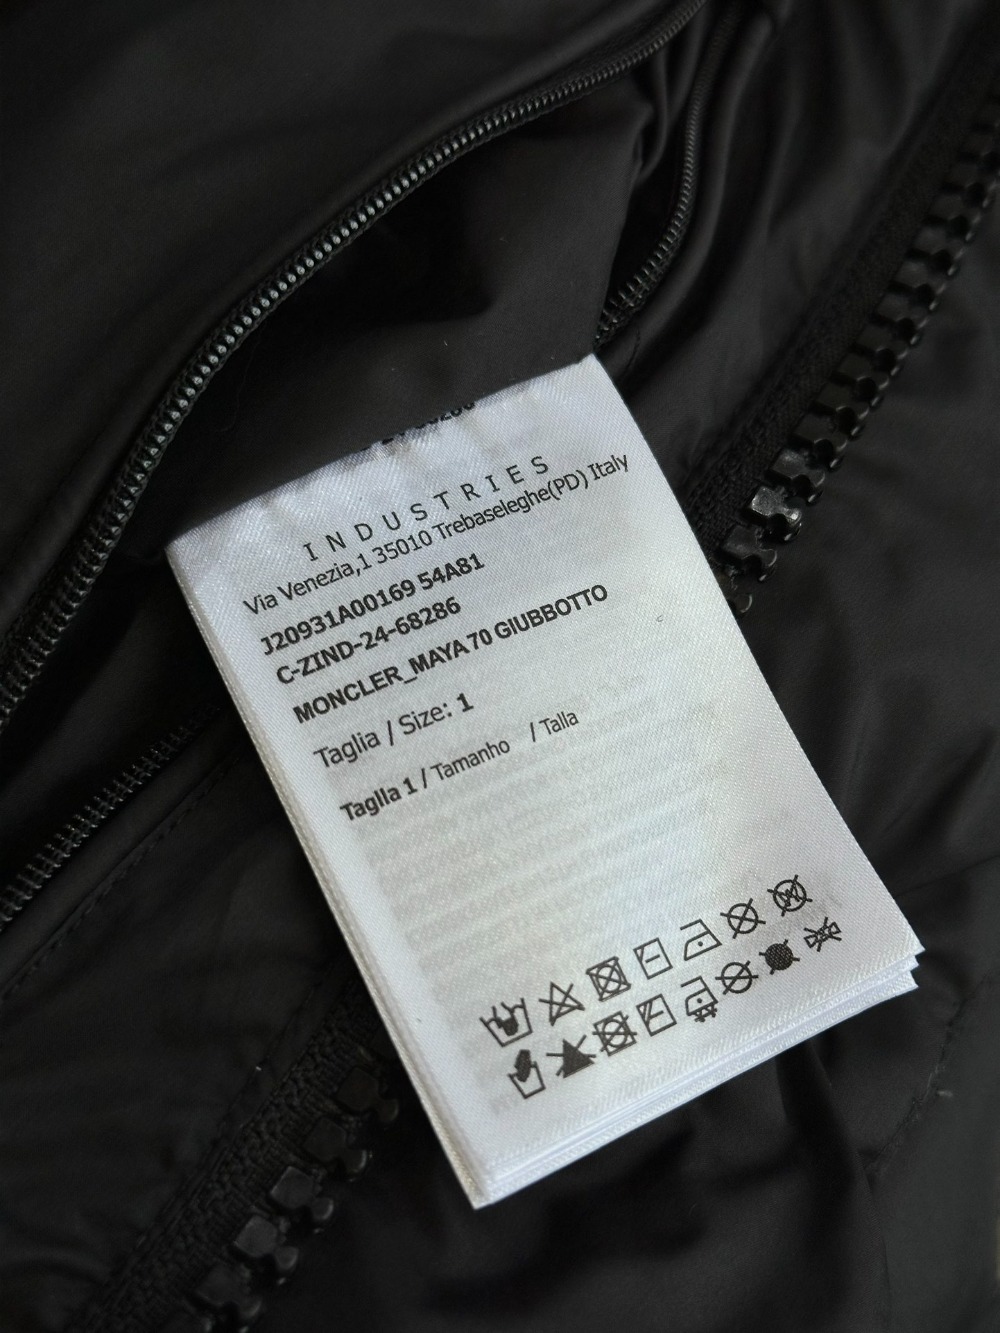 INDUSTRIES
Via Venezia,1 35010 Trebaseleghe(PD) Italy
J20931A00169 54A81
C-ZIND-24-68286
MONCLER_MAYA 70 GIUBBOTTO
Taglia / Size: 1
Taglla 1 / Tamanho / Talla